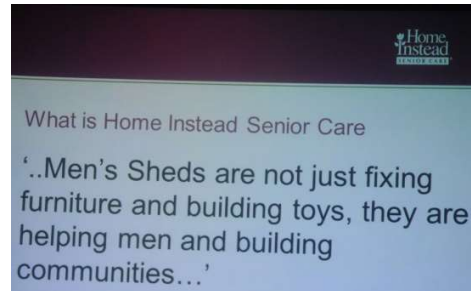 Home
Instead
SENIOR CARE
What is Home Instead Senior Care
‘..Men’s Sheds are not just fixing
furniture and building toys, they are
helping men and building
communities...’